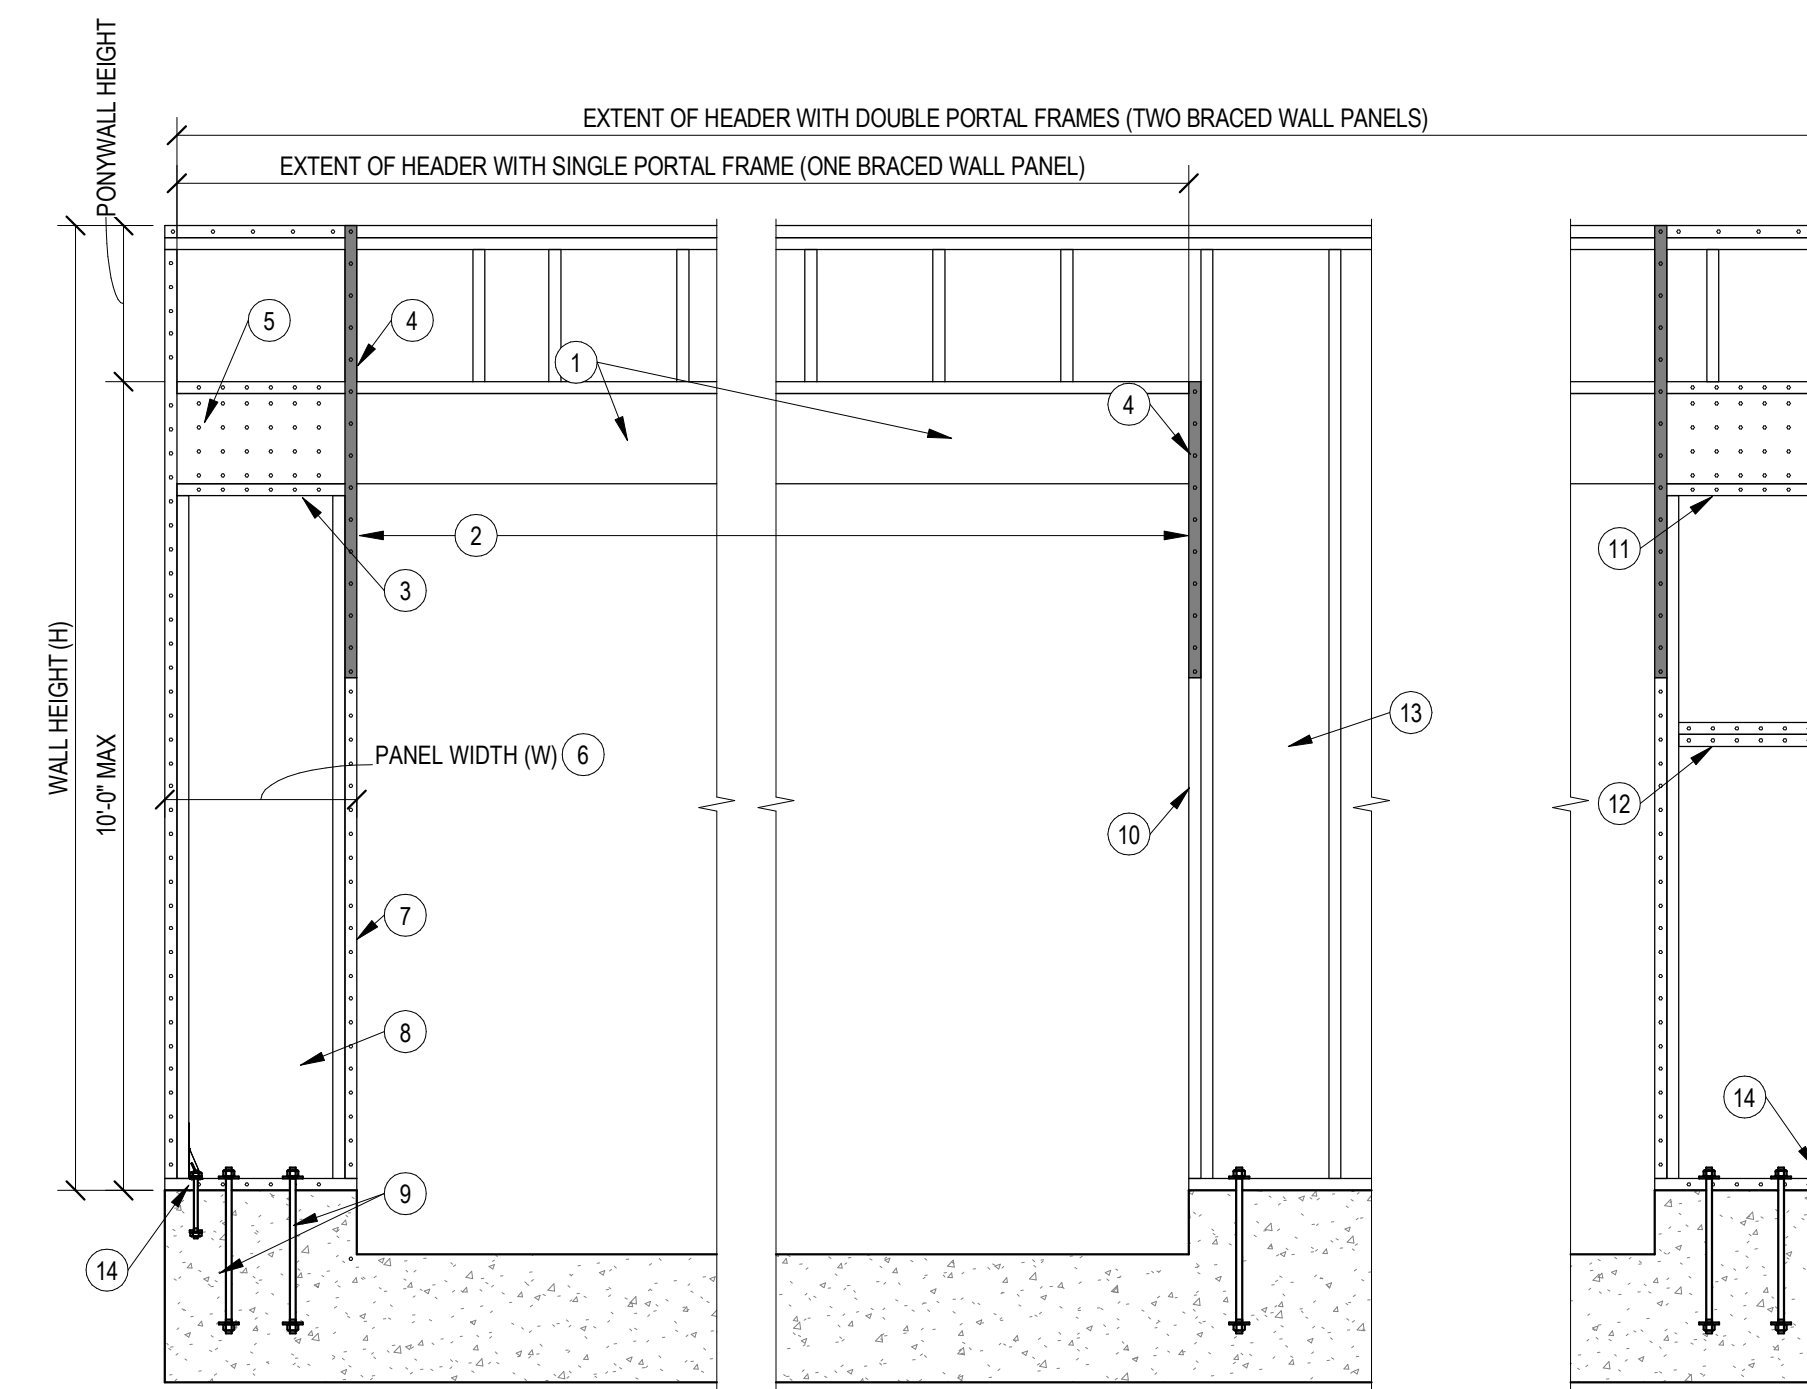 PONYWALL HEIGHT
EXTENT OF HEADER WITH DOUBLE PORTAL FRAMES (TWO BRACED WALL PANELS)
EXTENT OF HEADER WITH SINGLE PORTAL FRAME (ONE BRACED WALL PANEL)
5
4
1
4
2
11
3
WALL HEIGHT (H)
10'-0" MAX
13
PANEL WIDTH (W) 6
12
10
7
8
14
9
14